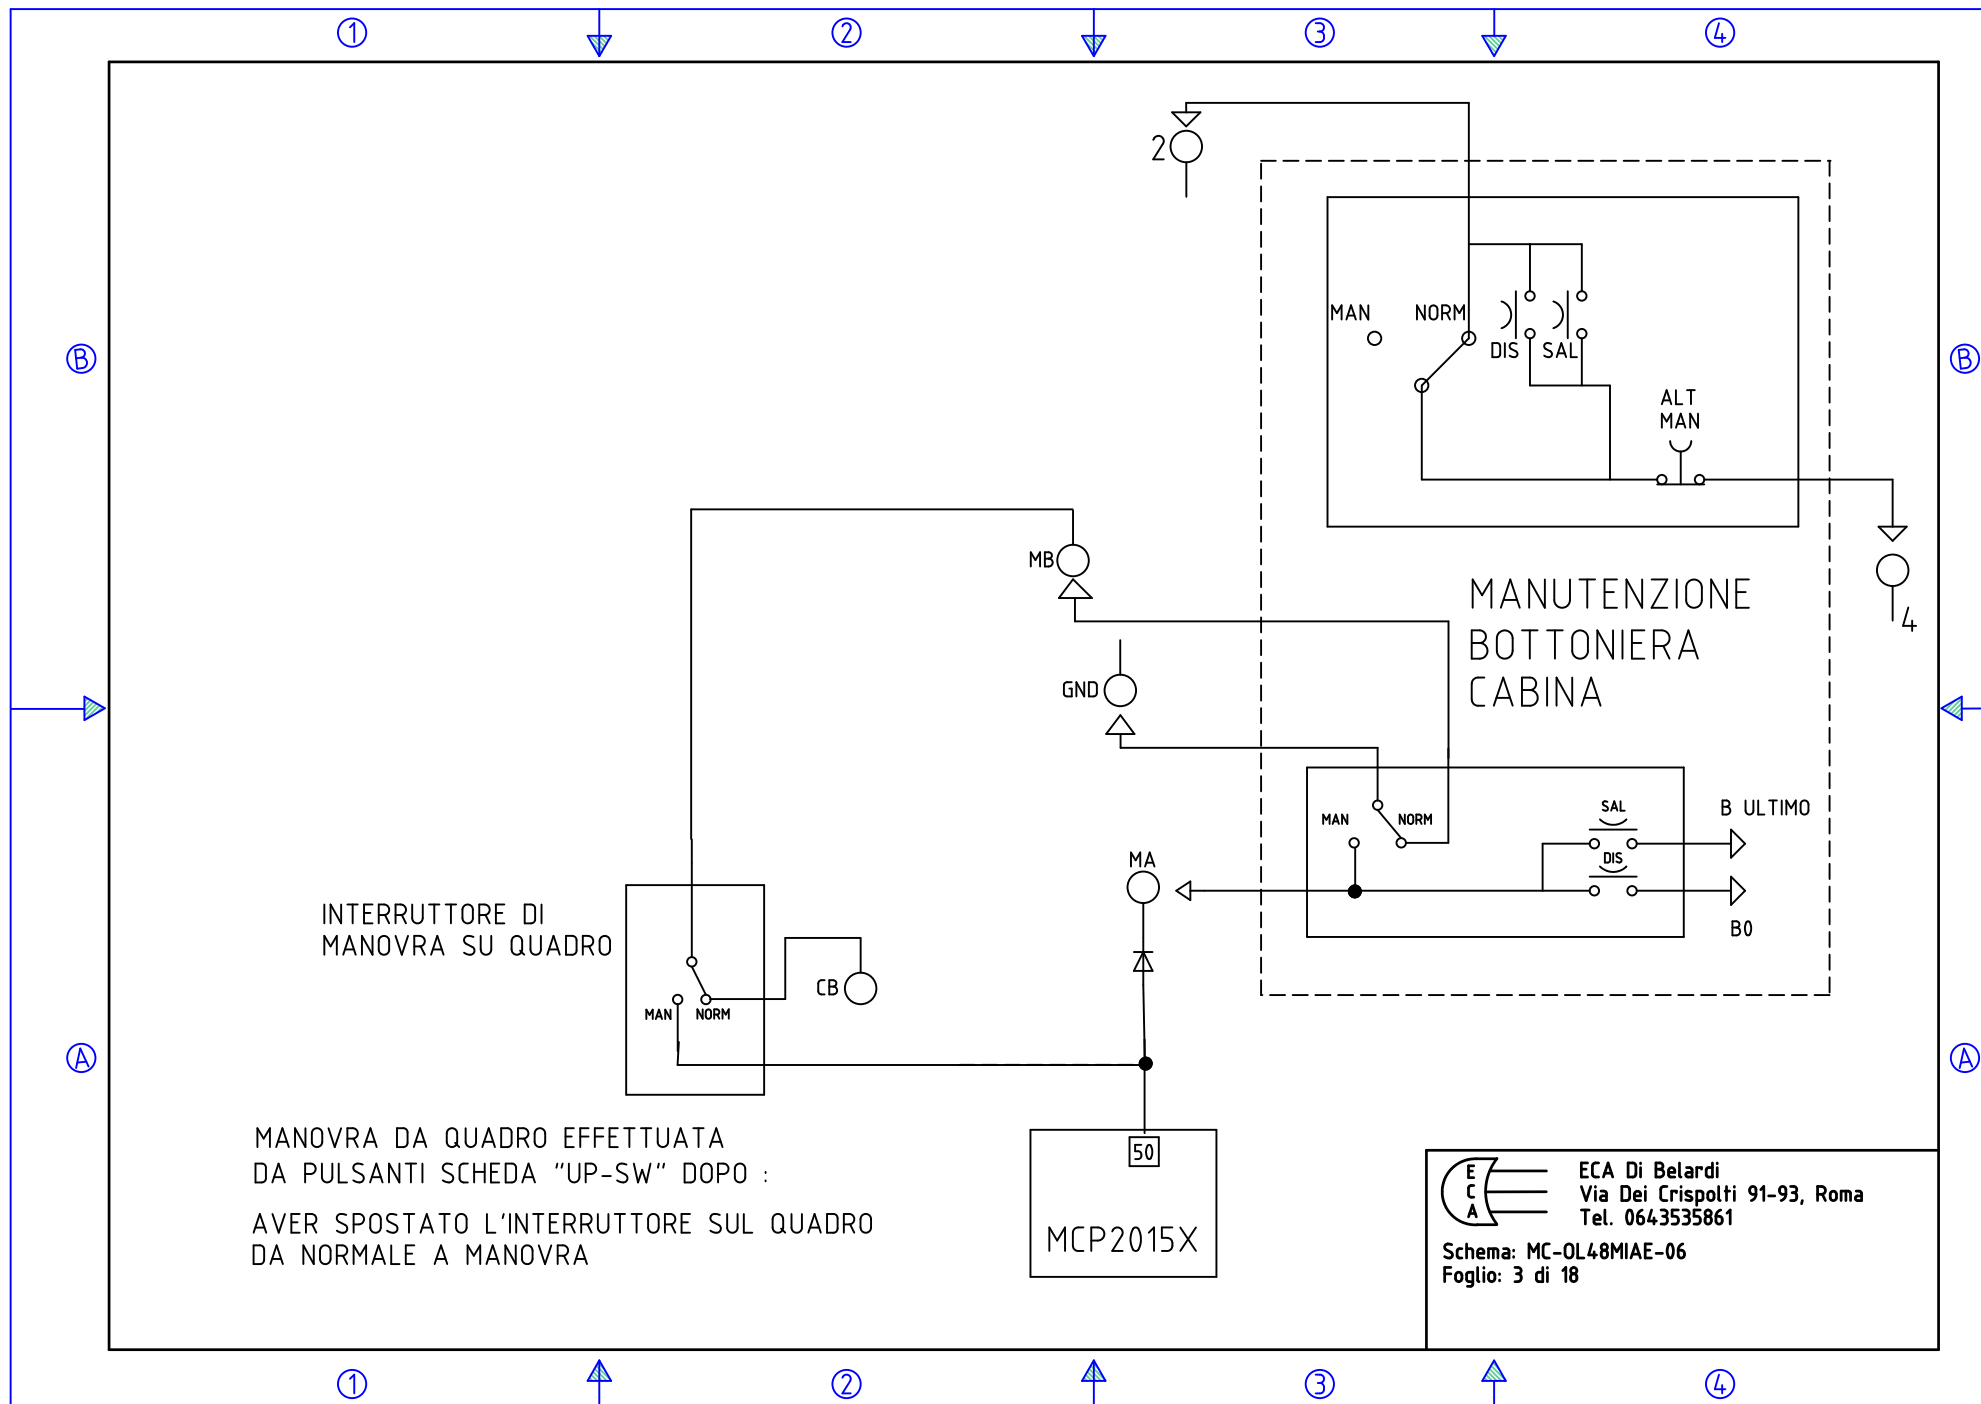 1 2 3 4
2
MAN NORM
DIS SAL
B B
ALT
MAN
MB
MANUTENZIONE
BOTTONIERA
CABINA
4
GND
SAL
B ULTIMO
MAN NORM
DIS
MA
B0
INTERRUTTORE DI
MANOVRA SU QUADRO
CB
MAN NORM
A A
MANOVRA DA QUADRO EFFETTUATA
DA PULSANTI SCHEDA "UP-SW" DOPO :
AVER SPOSTATO L'INTERRUTTORE SUL QUADRO
DA NORMALE A MANOVRA
50
MCP2015X
E
C
A
ECA Di Belardi
Via Dei Crispolti 91-93, Roma
Tel. 0643535861
Schema: MC-OL48MIAE-06
Foglio: 3 di 18
1 2 3 4